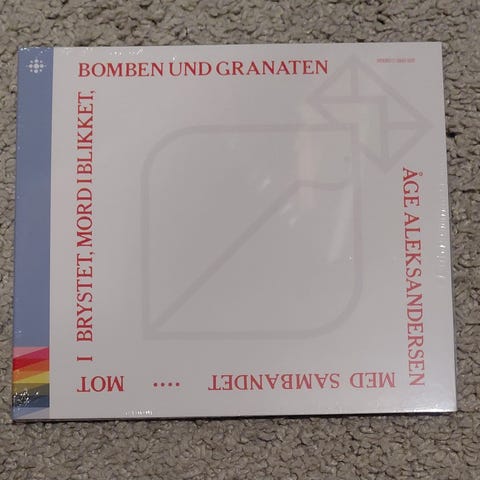 BOMBEN UND GRANATEN
ÅGE ALEKSANDERSEN
MED SAMBANDET .... MOT
I BRYSTET, MORD I BLIKKET,